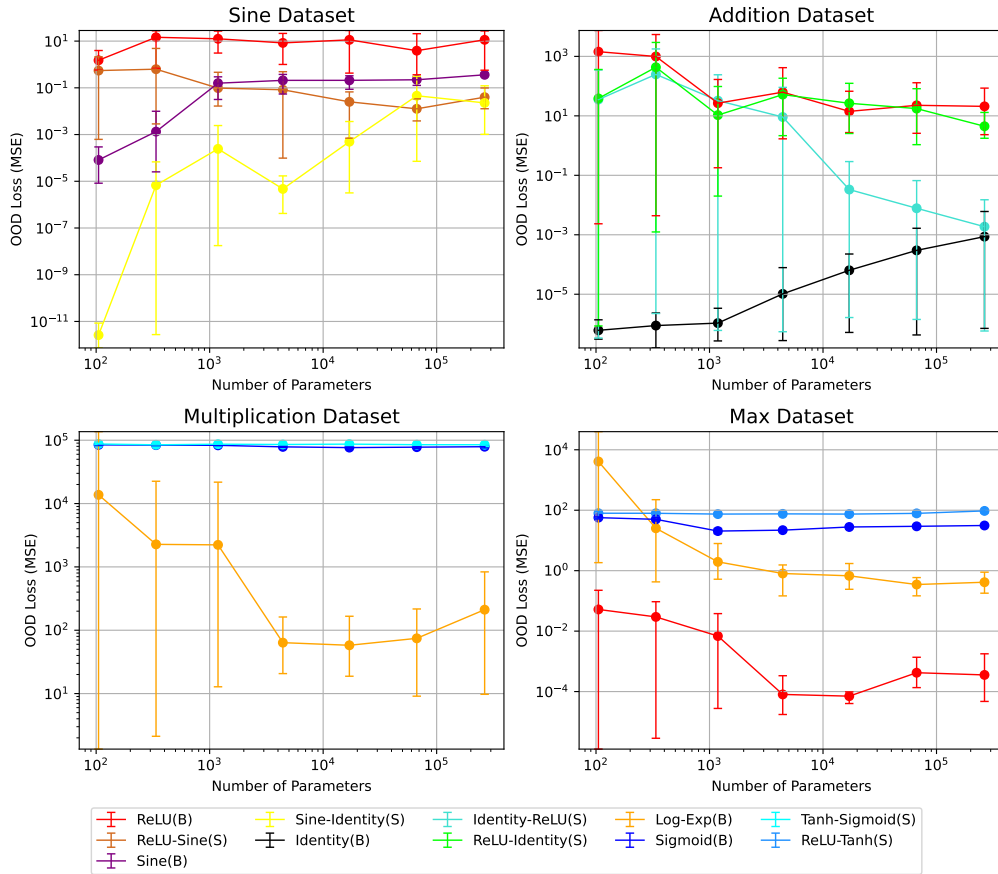 Sine Dataset
OOD Loss (MSE)
10^1
10^-1
10^-3
10^-5
10^-7
10^-9
10^-11
10^2 10^3 10^4 10^5
Number of Parameters
Addition Dataset
OOD Loss (MSE)
10^3
10^1
10^-1
10^-3
10^-5
10^2 10^3 10^4 10^5
Number of Parameters
Multiplication Dataset
OOD Loss (MSE)
10^5
10^4
10^3
10^2
10^1
10^2 10^3 10^4 10^5
Number of Parameters
Max Dataset
OOD Loss (MSE)
10^4
10^2
10^0
10^-2
10^-4
10^2 10^3 10^4 10^5
Number of Parameters
ReLU(B)
ReLU-Sine(S)
Sine(B)
Sine-Identity(S)
Identity(B)
Identity-ReLU(S)
ReLU-Identity(S)
Log-Exp(B)
Sigmoid(B)
Tanh-Sigmoid(S)
ReLU-Tanh(S)